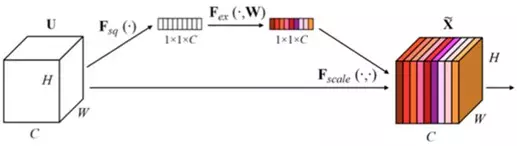 U
F_sq (·)
F_ex (·,W)
1×1×C
1×1×C
X̃
H
W
C
F_scale (·,·)
H
W
C